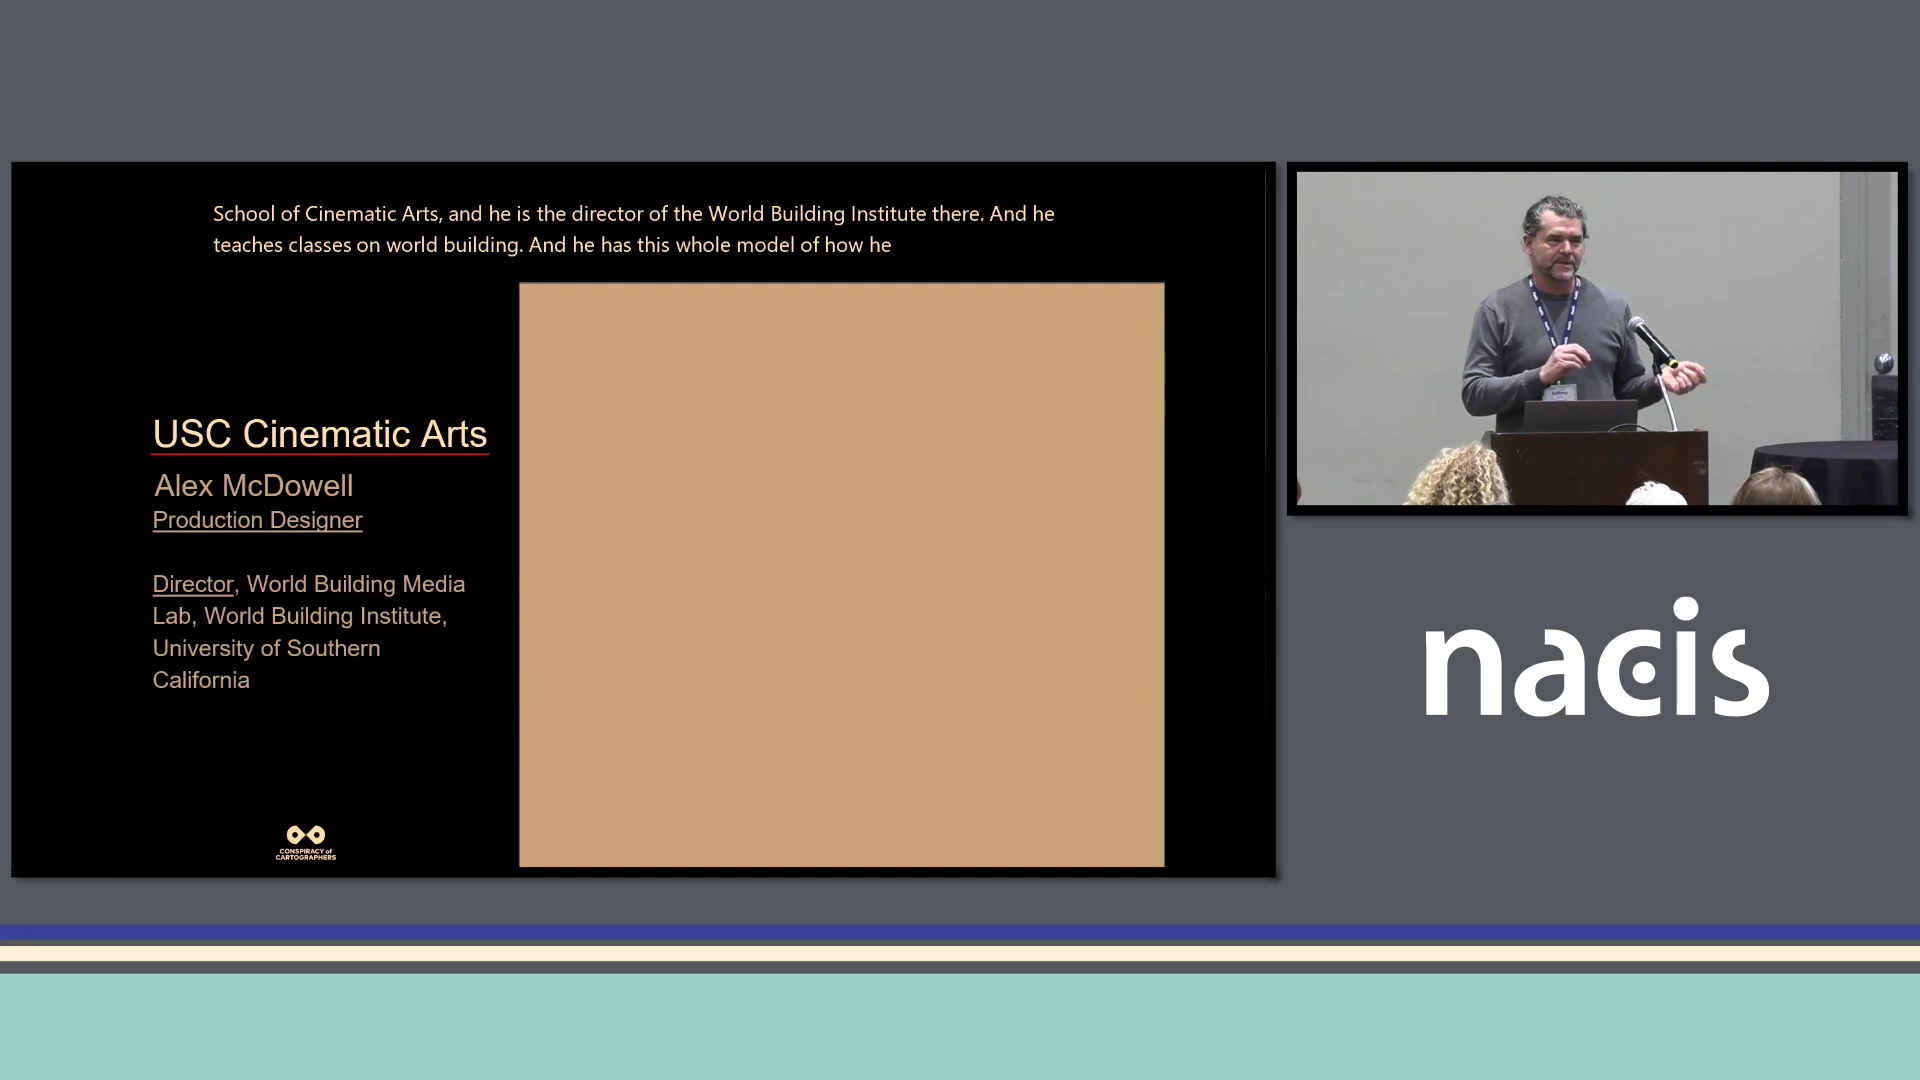 School of Cinematic Arts, and he is the director of the World Building Institute there. And he
teaches classes on world building. And he has this whole model of how he
USC Cinematic Arts
Alex McDowell
Production Designer
Director, World Building Media
Lab, World Building Institute,
University of Southern
California
CONSPIRACY of
CARTOGRAPHERS
nacis